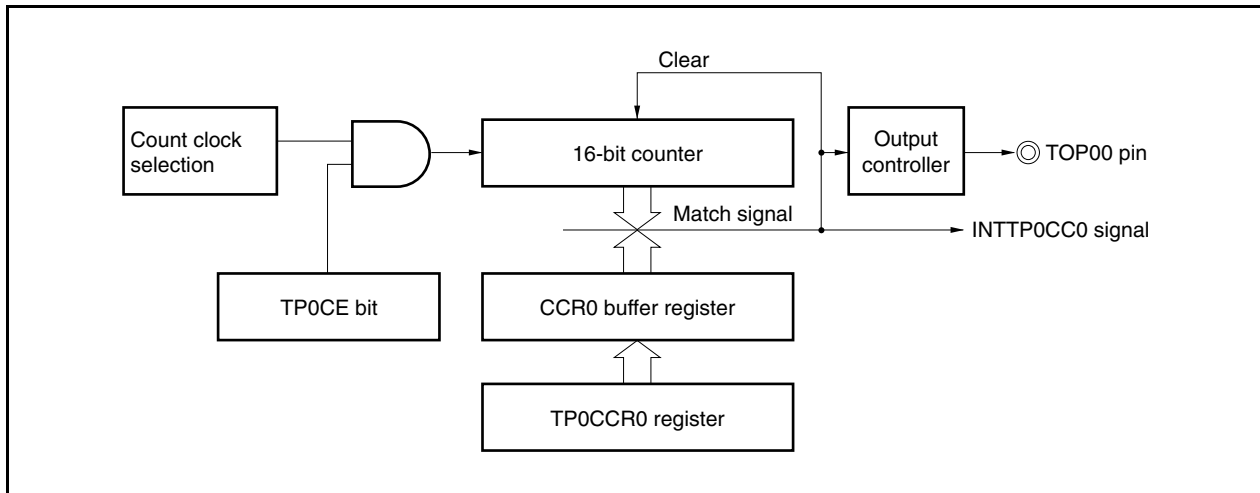 Clear
Count clock
selection
16-bit counter
Output
controller
TOP00 pin
Match signal
INTTP0CC0 signal
TP0CE bit
CCR0 buffer register
TP0CCR0 register